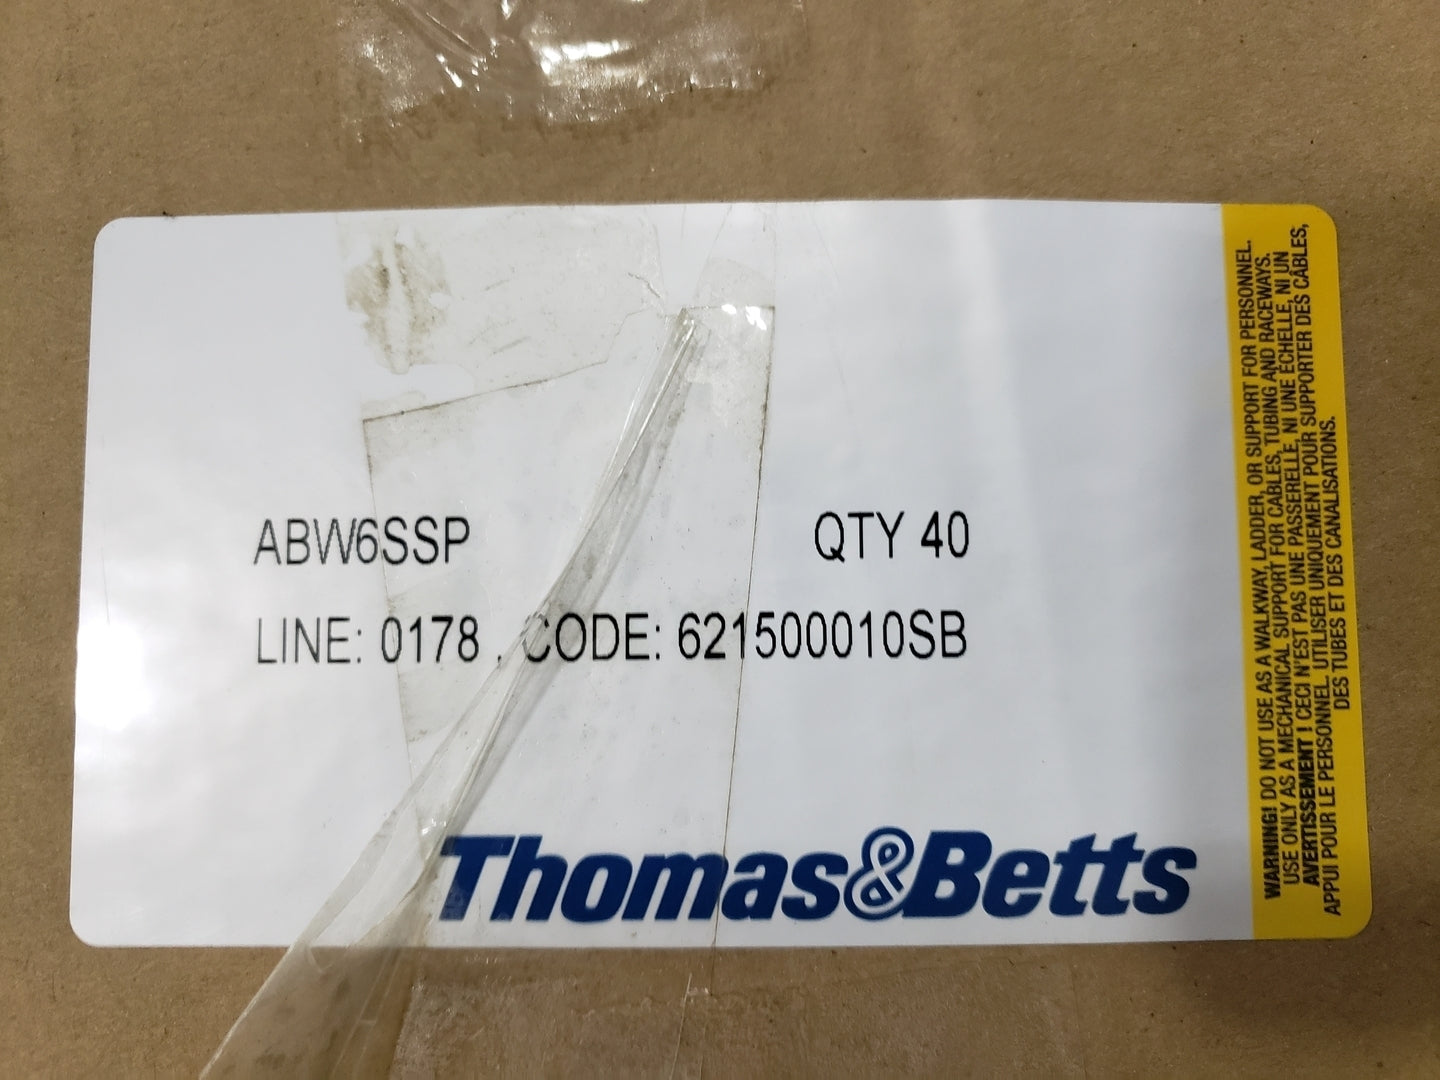 ABW6SSP QTY 40
LINE: 0178 . CODE: 621500010SB
Thomas&Betts
WARNING! DO NOT USE AS A WALKWAY, LADDER, OR SUPPORT FOR PERSONNEL.
USE ONLY AS A MECHANICAL SUPPORT FOR CABLES, TUBING AND RACEWAYS.
AVERTISSEMENT ! CECI N'EST PAS UNE PASSERELLE, NI UNE ECHELLE, NI UN
APPUI POUR LE PERSONNEL. UTILISER UNIQUEMENT POUR SUPPORTER DES CÂBLES,
DES TUBES ET DES CANALISATIONS.